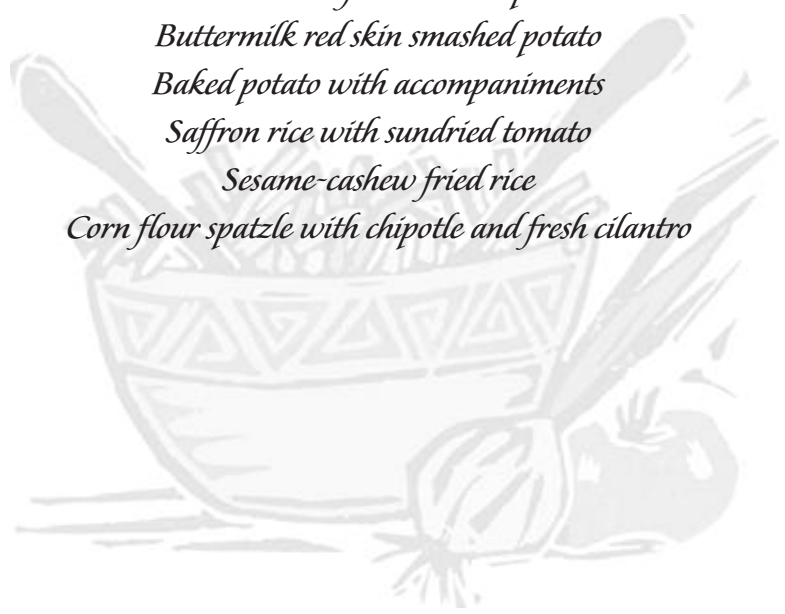 Buttermilk red skin smashed potato
Baked potato with accompaniments
Saffron rice with sundried tomato
Sesame-cashew fried rice
Corn flour spatzle with chipotle and fresh cilantro